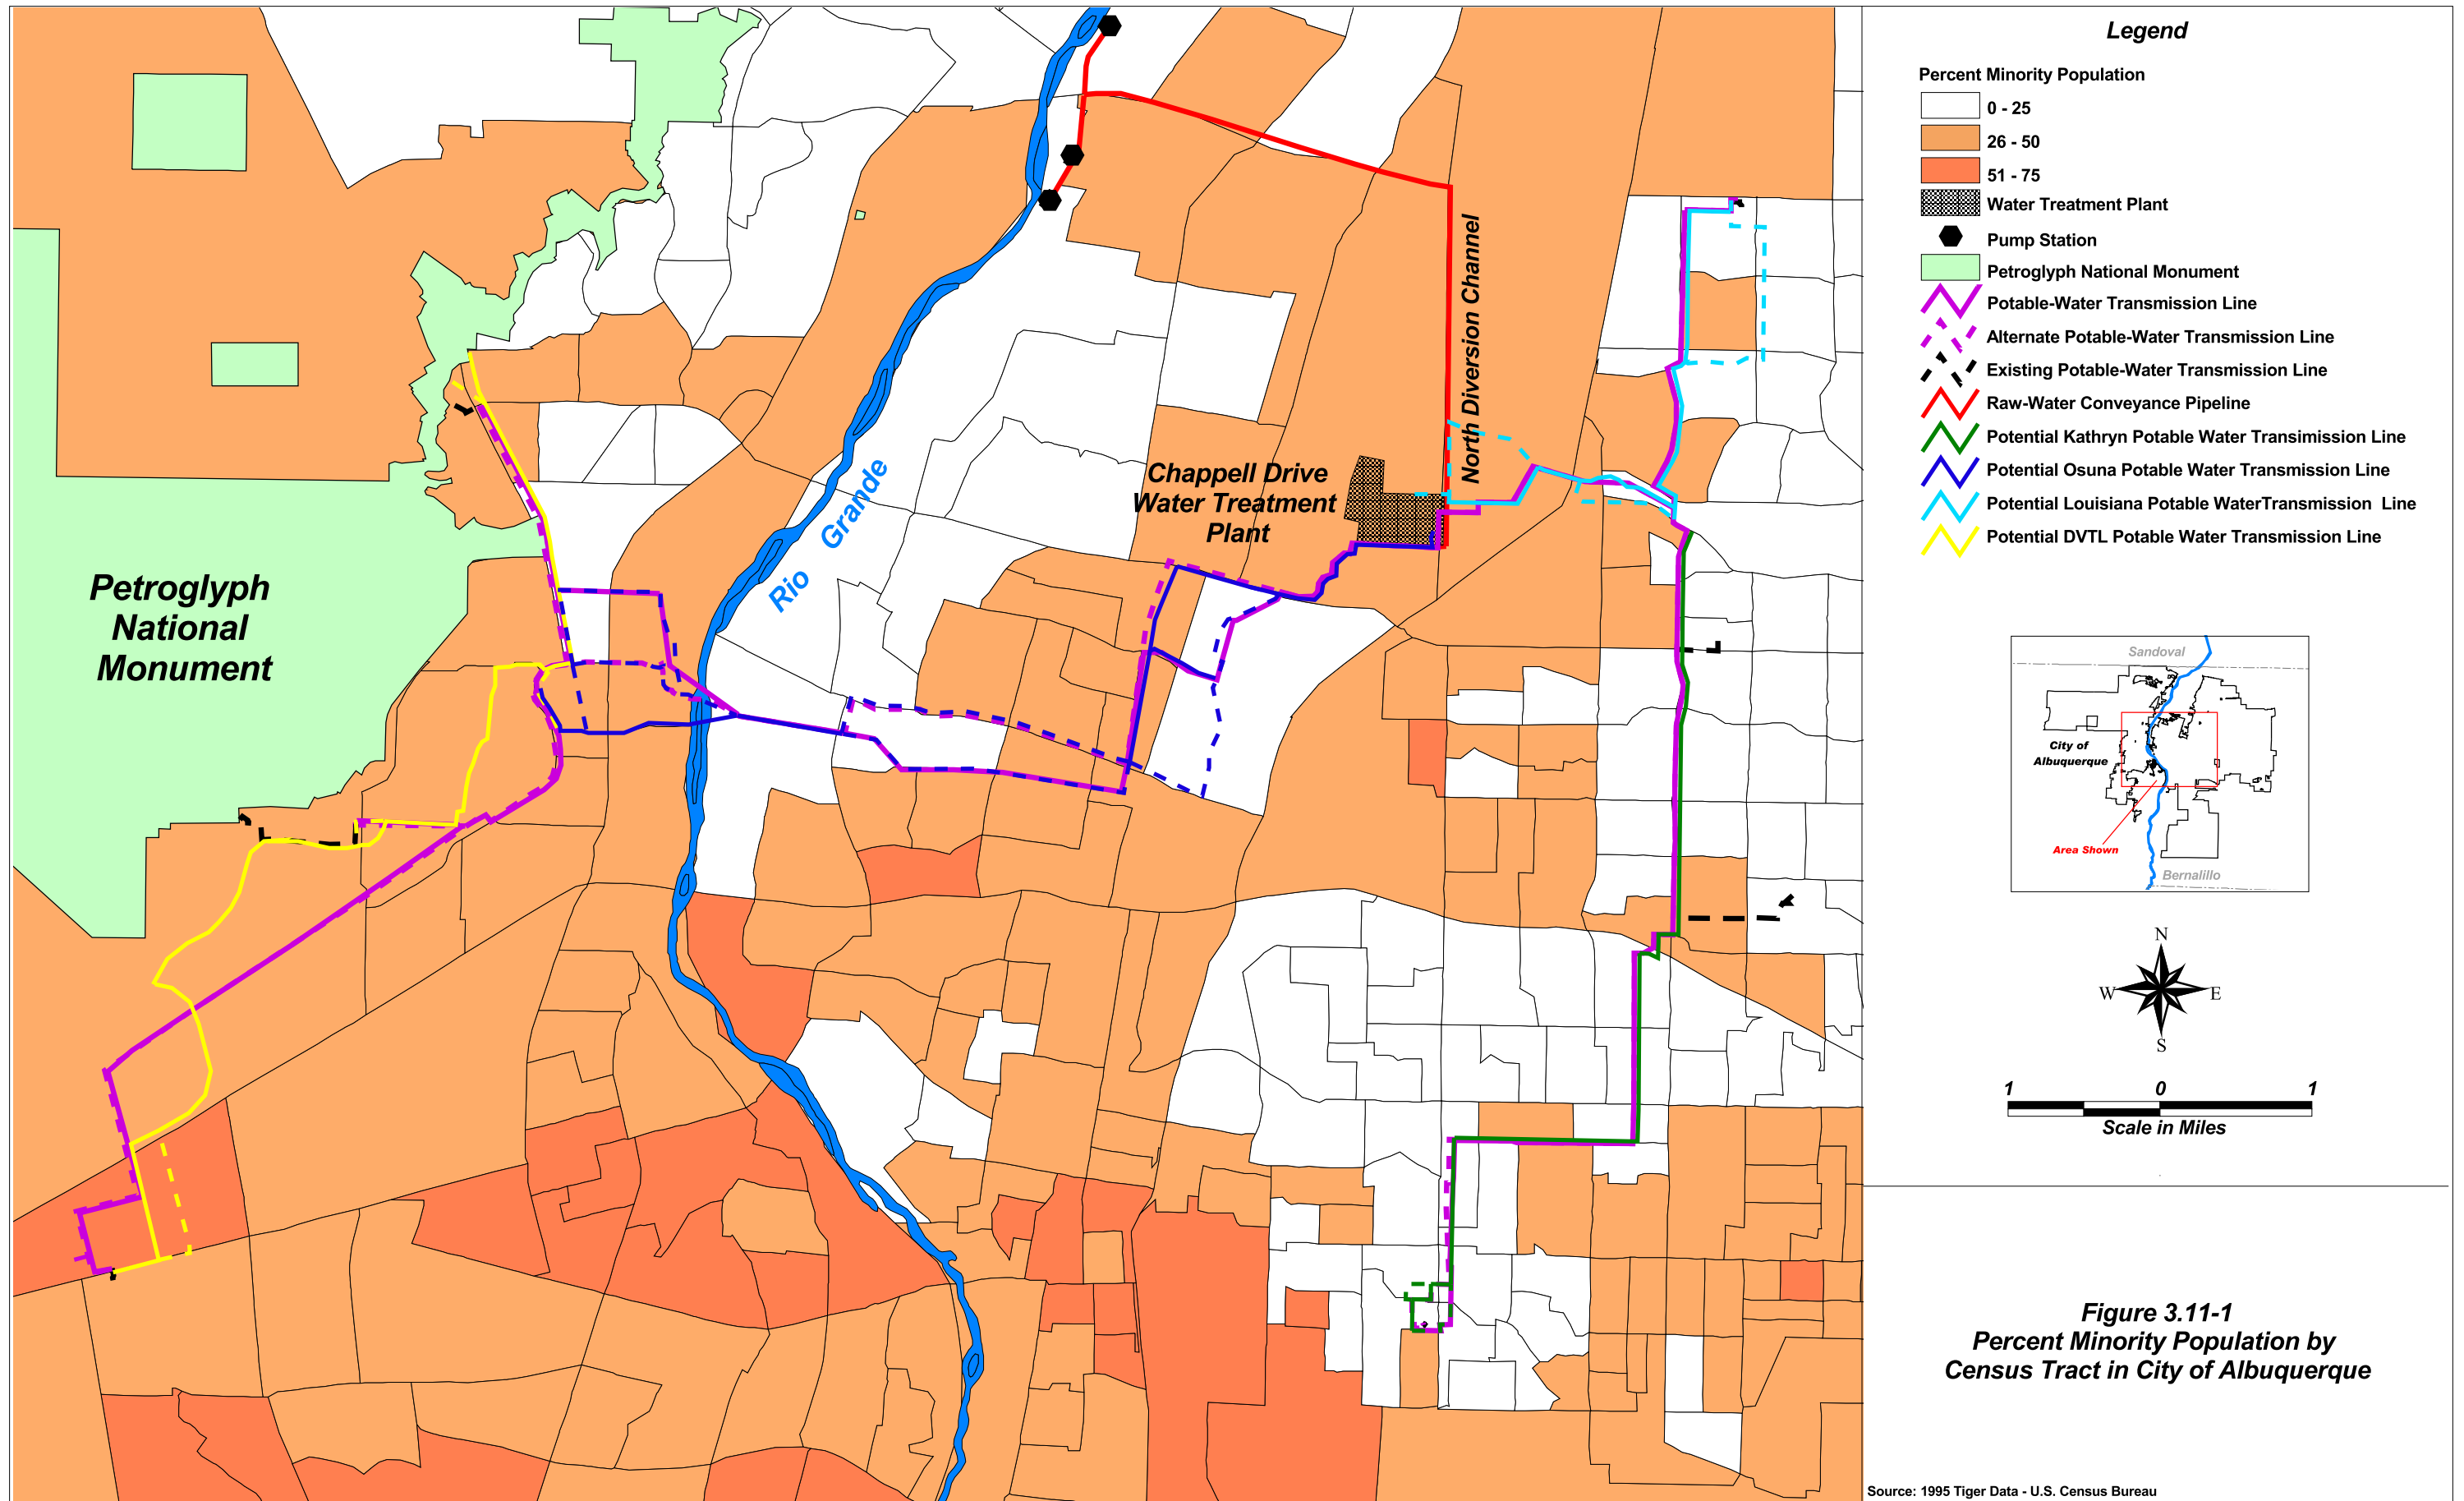 Legend
Percent Minority Population
0 - 25
26 - 50
51 - 75
Water Treatment Plant
Pump Station
Petroglyph National Monument
Potable-Water Transmission Line
Alternate Potable-Water Transmission Line
Existing Potable-Water Transmission Line
Raw-Water Conveyance Pipeline
Potential Kathryn Potable Water Transimission Line
Potential Osuna Potable Water Transmission Line
Potential Louisiana Potable WaterTransmission Line
Potential DVTL Potable Water Transmission Line
North Diversion Channel
Chappell Drive
Water Treatment
Plant
Rio Grande
Petroglyph
National
Monument
Sandoval
City of
Albuquerque
Area Shown
Bernalillo
N
W E
S
1 0 1
Scale in Miles
Figure 3.11-1
Percent Minority Population by
Census Tract in City of Albuquerque
Source: 1995 Tiger Data - U.S. Census Bureau